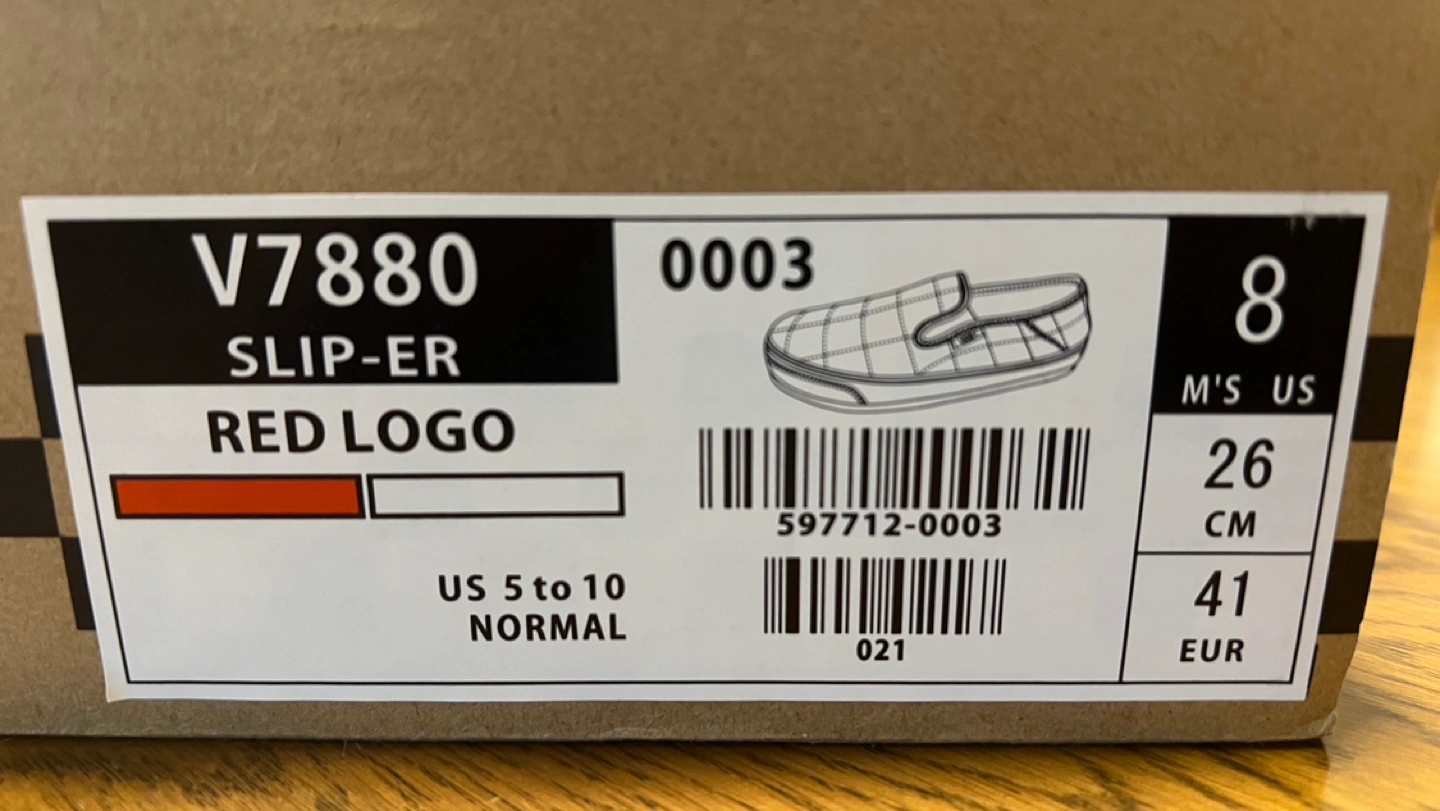 V7880
SLIP-ER
RED LOGO
US 5 to 10
NORMAL
0003
597712-0003
021
8
M'S US
26
CM
41
EUR